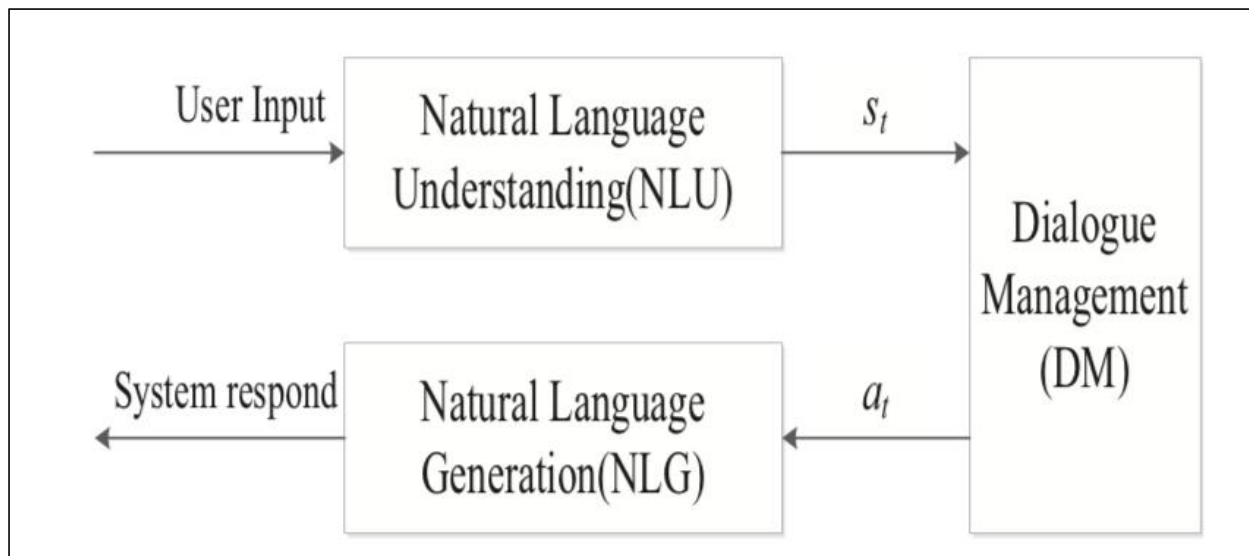 User Input
Natural Language
Understanding(NLU)
s_t
Dialogue
Management
(DM)
System respond
Natural Language
Generation(NLG)
a_t